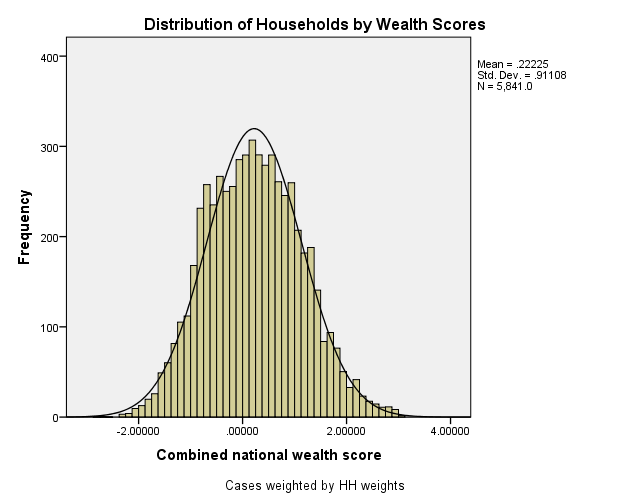 Distribution of Households by Wealth Scores
Mean = .22225
Std. Dev. = .91108
N = 5,841.0
400
300
200
100
0
Frequency
-2.00000
.00000
2.00000
4.00000
Combined national wealth score
Cases weighted by HH weights